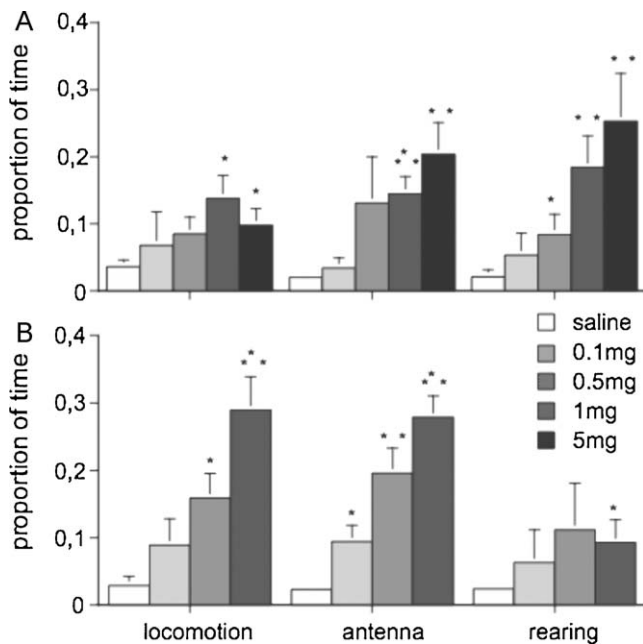 A
proportion of time
0,4
0,3
0,2
0,1
0
* *
* * *
* *
* *
* *
*
*
B
proportion of time
0,4
0,3
0,2
0,1
0
saline
0.1mg
0.5mg
1mg
5mg
* * *
* * *
* *
*
*
*
locomotion antenna rearing